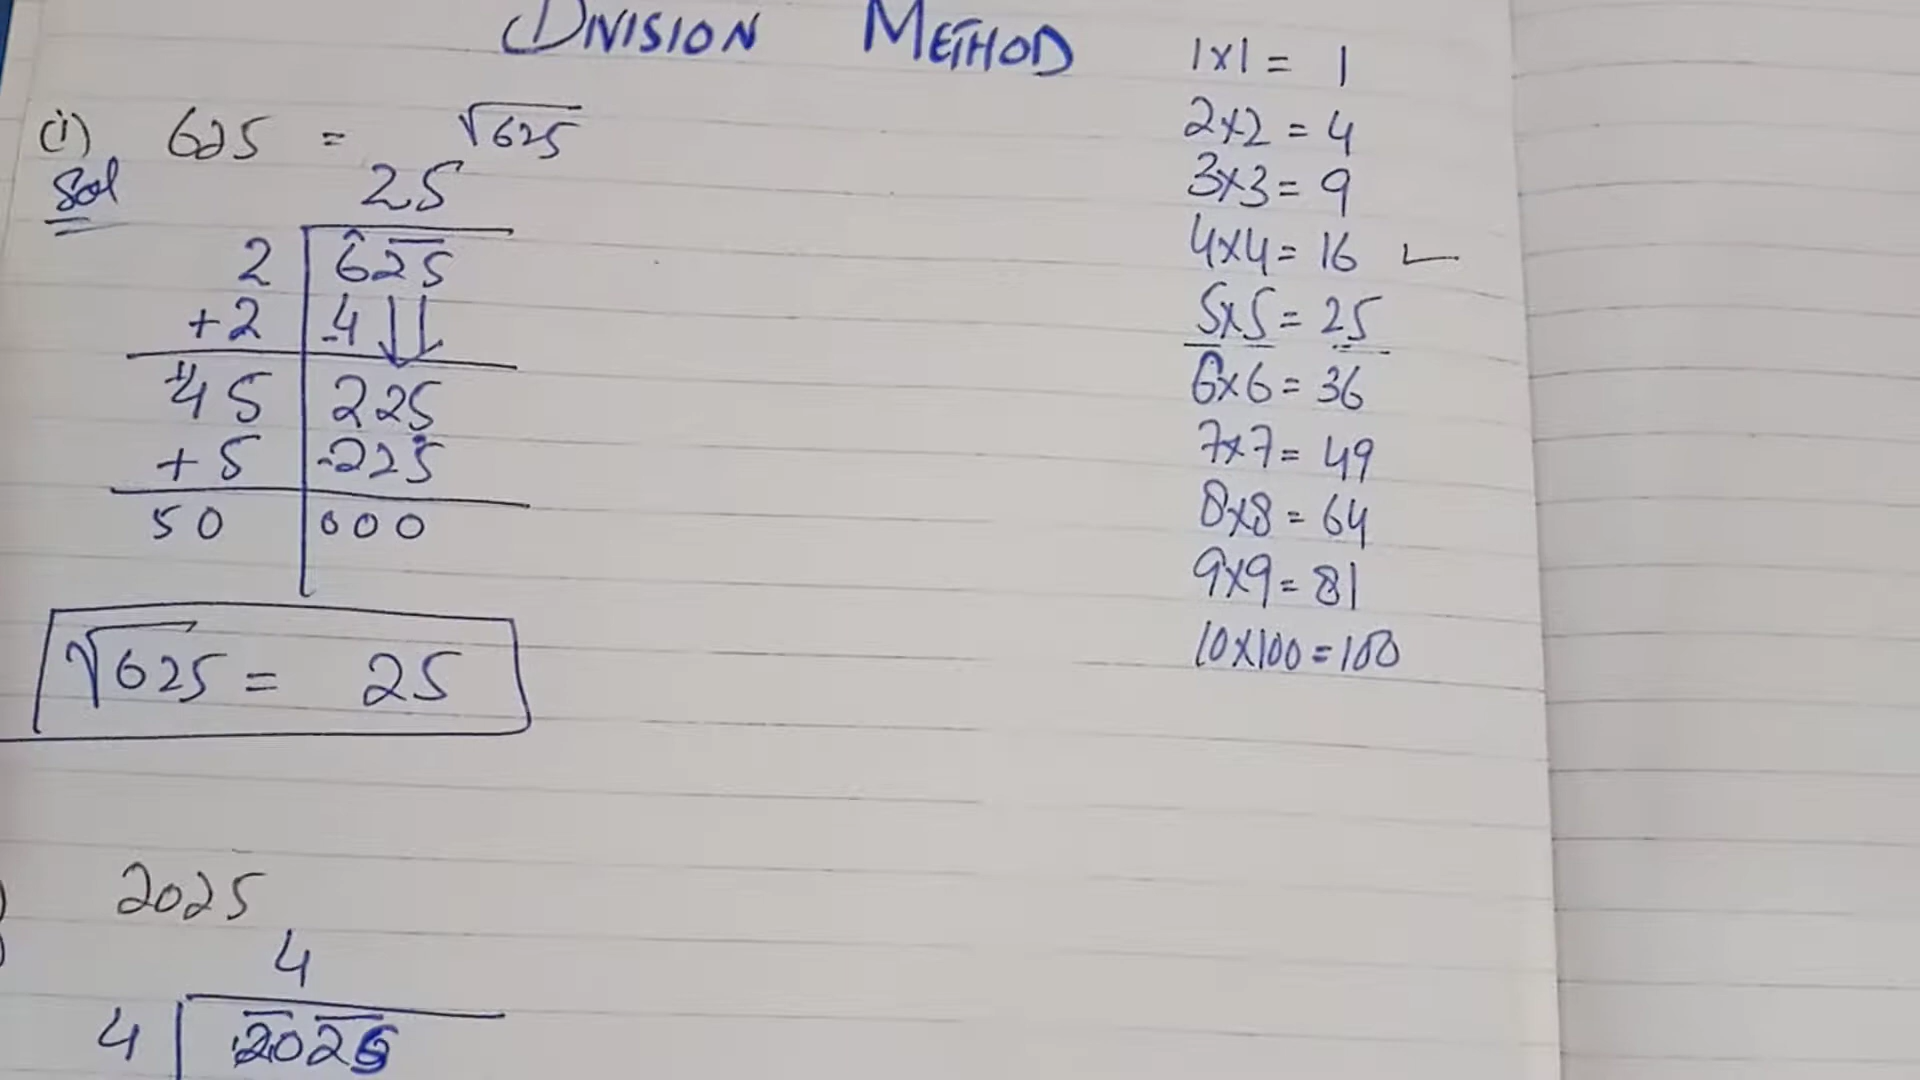 DIVISION METHOD
(i) 625 = √625
Sol
25
2 625
+2 -4
45 225
+5 -225
50 000
√625 = 25
2025
4
4 2025
1x1 = 1
2x2 = 4
3x3 = 9
4x4 = 16
5x5 = 25
6x6 = 36
7x7 = 49
8x8 = 64
9x9 = 81
10x100 = 100